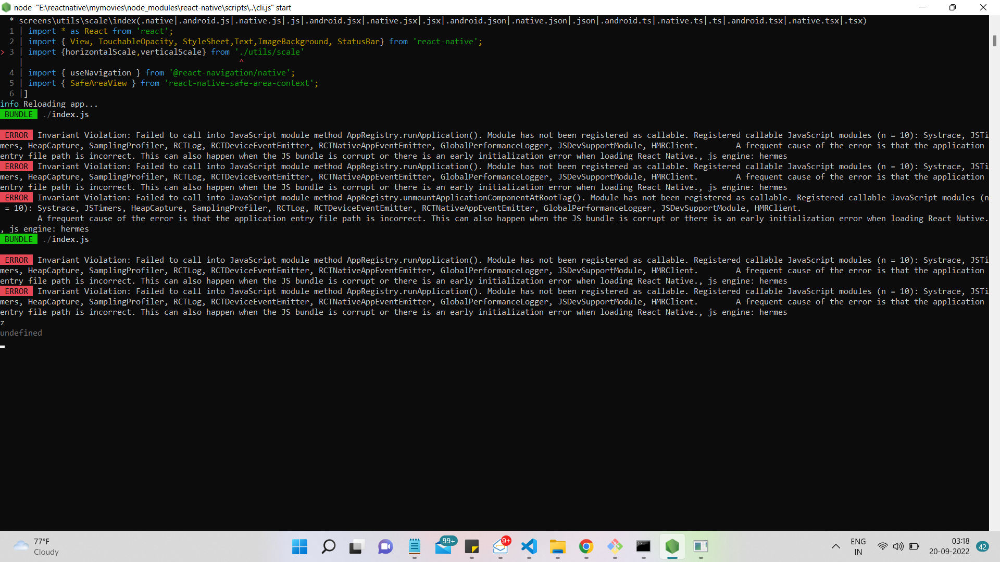 node "E:\reactnative\mymovies\node_modules\react-native\scripts\..\cli.js" start
* screens\utils\scale\index(.native|.android.js|.native.js|.js|.android.jsx|.native.jsx|.jsx|.android.json|.native.json|.json|.android.ts|.native.ts|.ts|.android.tsx|.native.tsx|.tsx)
1 | import * as React from 'react';
2 | import { View, TouchableOpacity, StyleSheet,Text,ImageBackground, StatusBar} from 'react-native';
> 3 | import {horizontalScale,verticalScale} from './utils/scale'
| ^
4 | import { useNavigation } from '@react-navigation/native';
5 | import { SafeAreaView } from 'react-native-safe-area-context';
6 |]
info Reloading app...
BUNDLE ./index.js
ERROR Invariant Violation: Failed to call into JavaScript module method AppRegistry.runApplication(). Module has not been registered as callable. Registered callable JavaScript modules (n = 10): Systrace, JSTi
mers, HeapCapture, SamplingProfiler, RCTLog, RCTDeviceEventEmitter, RCTNativeAppEventEmitter, GlobalPerformanceLogger, JSDevSupportModule, HMRClient. A frequent cause of the error is that the application
entry file path is incorrect. This can also happen when the JS bundle is corrupt or there is an early initialization error when loading React Native., js engine: hermes
ERROR Invariant Violation: Failed to call into JavaScript module method AppRegistry.runApplication(). Module has not been registered as callable. Registered callable JavaScript modules (n = 10): Systrace, JSTi
mers, HeapCapture, SamplingProfiler, RCTLog, RCTDeviceEventEmitter, RCTNativeAppEventEmitter, GlobalPerformanceLogger, JSDevSupportModule, HMRClient. A frequent cause of the error is that the application
entry file path is incorrect. This can also happen when the JS bundle is corrupt or there is an early initialization error when loading React Native., js engine: hermes
ERROR Invariant Violation: Failed to call into JavaScript module method AppRegistry.unmountApplicationComponentAtRootTag(). Module has not been registered as callable. Registered callable JavaScript modules (n
= 10): Systrace, JSTimers, HeapCapture, SamplingProfiler, RCTLog, RCTDeviceEventEmitter, RCTNativeAppEventEmitter, GlobalPerformanceLogger, JSDevSupportModule, HMRClient.
A frequent cause of the error is that the application entry file path is incorrect. This can also happen when the JS bundle is corrupt or there is an early initialization error when loading React Native.
, js engine: hermes
BUNDLE ./index.js
ERROR Invariant Violation: Failed to call into JavaScript module method AppRegistry.runApplication(). Module has not been registered as callable. Registered callable JavaScript modules (n = 10): Systrace, JSTi
mers, HeapCapture, SamplingProfiler, RCTLog, RCTDeviceEventEmitter, RCTNativeAppEventEmitter, GlobalPerformanceLogger, JSDevSupportModule, HMRClient. A frequent cause of the error is that the application
entry file path is incorrect. This can also happen when the JS bundle is corrupt or there is an early initialization error when loading React Native., js engine: hermes
ERROR Invariant Violation: Failed to call into JavaScript module method AppRegistry.runApplication(). Module has not been registered as callable. Registered callable JavaScript modules (n = 10): Systrace, JSTi
mers, HeapCapture, SamplingProfiler, RCTLog, RCTDeviceEventEmitter, RCTNativeAppEventEmitter, GlobalPerformanceLogger, JSDevSupportModule, HMRClient. A frequent cause of the error is that the application
entry file path is incorrect. This can also happen when the JS bundle is corrupt or there is an early initialization error when loading React Native., js engine: hermes
z
undefined
77°F
Cloudy
99+
9+
ENG
IN
03:18
20-09-2022
42